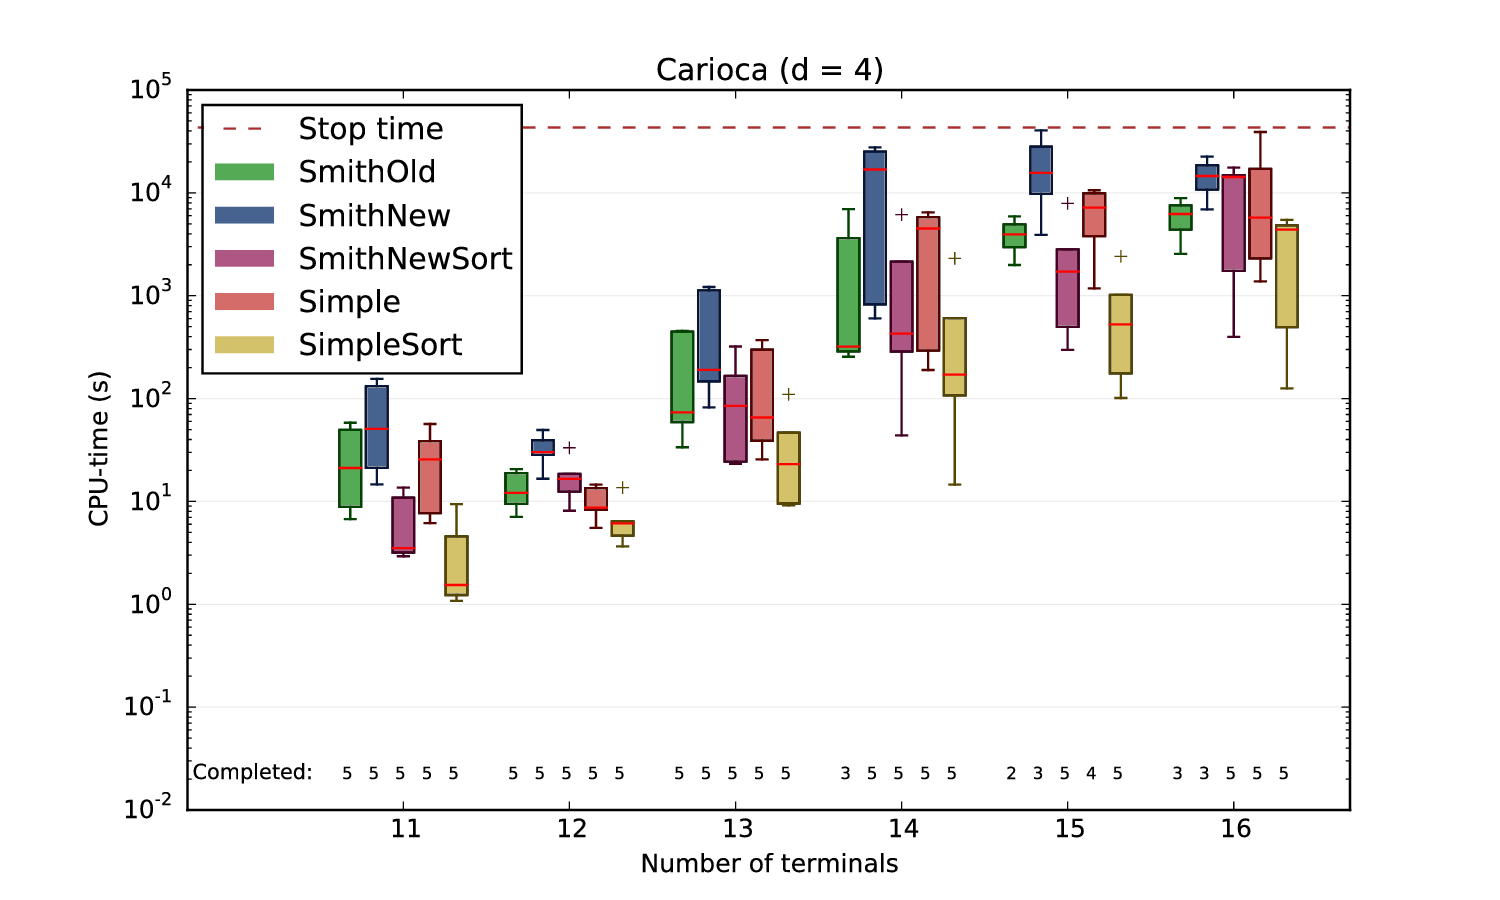 Carioca (d = 4)
10^5
10^4
10^3
10^2
10^1
10^0
10^-1
10^-2
CPU-time (s)
Stop time
SmithOld
SmithNew
SmithNewSort
Simple
SimpleSort
Completed: 5 5 5 5 5 5 5 5 5 5 5 5 5 5 5 3 5 5 5 5 2 3 5 4 5 3 3 5 5 5
11 12 13 14 15 16
Number of terminals